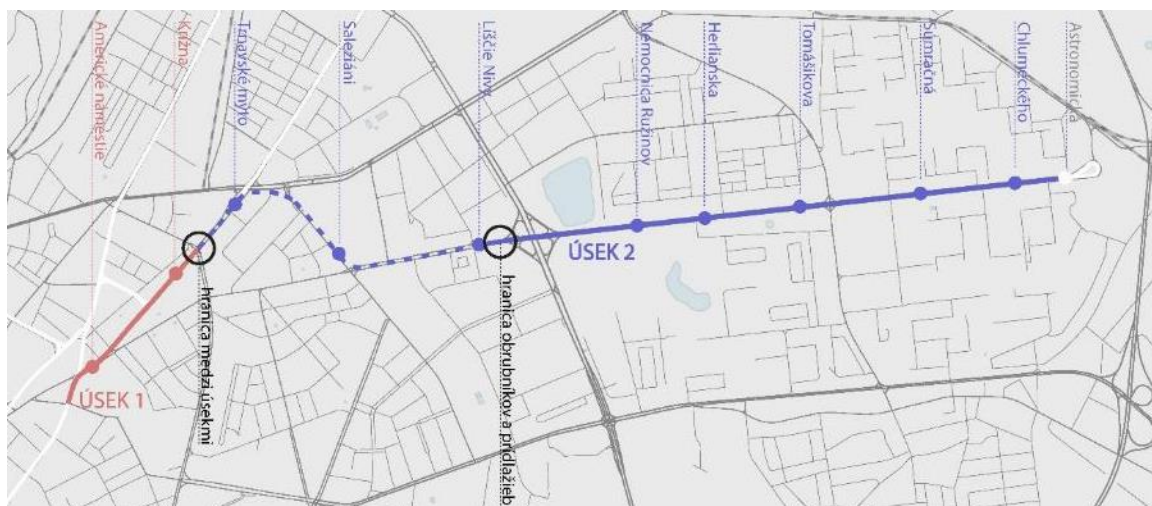 Americké námestie
Krížna
Trnavské mýto
Saleziáni
Líščie Nivy
Nemocnica Ružinov
Herlianska
Tomášikova
Súmračná
Chlumeckého
Astronomická
ÚSEK 1
hranica medzi úsekmi
hranica obrubníkov a prídlažieb
ÚSEK 2